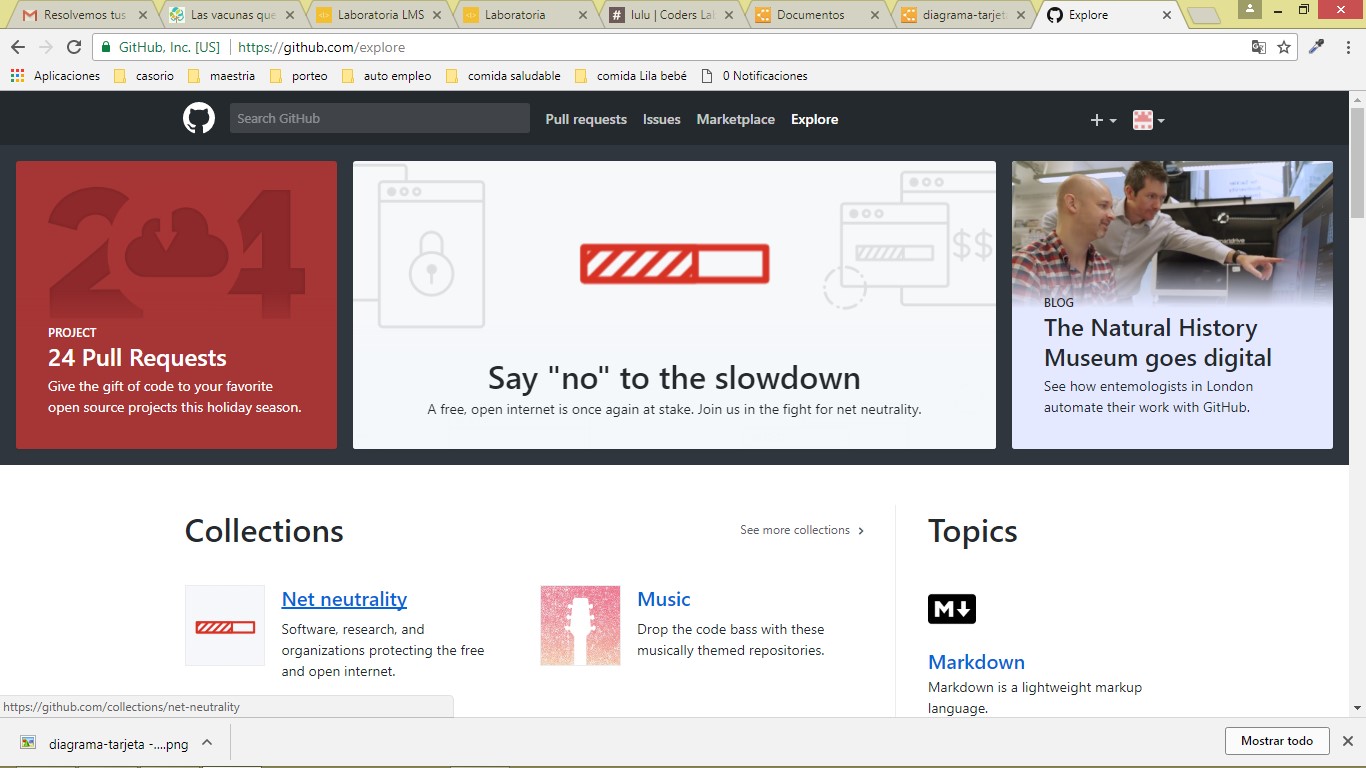 Resolvemos tus
Las vacunas que
Laboratoria LMS
Laboratoria
lulu | Coders La
Documentos
diagrama-tarjet
Explore
GitHub, Inc. [US]
https://github.com/explore
Aplicaciones
casorio
maestria
porteo
auto empleo
comida saludable
comida Lila bebé
0 Notificaciones
Search GitHub
Pull requests
Issues
Marketplace
Explore
24
PROJECT
24 Pull Requests
Give the gift of code to your favorite
open source projects this holiday season.
$$
Say "no" to the slowdown
A free, open internet is once again at stake. Join us in the fight for net neutrality.
BLOG
The Natural History
Museum goes digital
See how entemologists in London
automate their work with GitHub.
Collections
See more collections
Net neutrality
Software, research, and
organizations protecting the free
and open internet.
Music
Drop the code bass with these
musically themed repositories.
Topics
M
Markdown
Markdown is a lightweight markup
language.
https://github.com/collections/net-neutrality
diagrama-tarjeta -....png
Mostrar todo